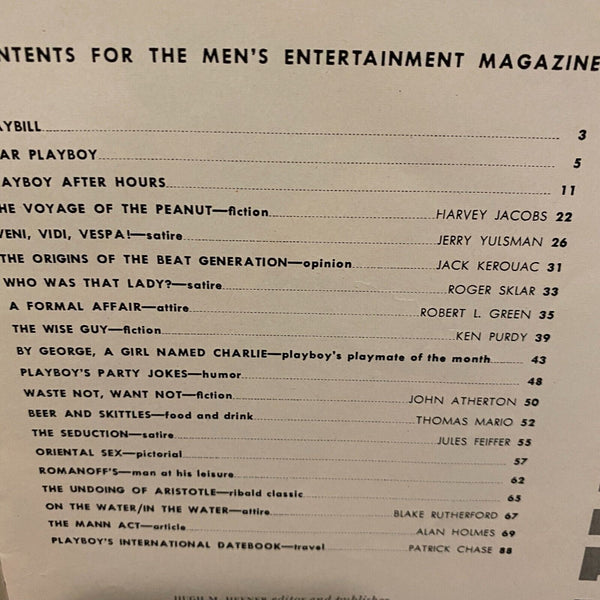 NTENTS FOR THE MEN'S ENTERTAINMENT MAGAZINE
AYBILL 3
AR PLAYBOY 5
AYBOY AFTER HOURS 11
HE VOYAGE OF THE PEANUT—fiction HARVEY JACOBS 22
VENI, VIDI, VESPA!—satire JERRY YULSMAN 26
THE ORIGINS OF THE BEAT GENERATION—opinion JACK KEROUAC 31
WHO WAS THAT LADY?—satire ROGER SKLAR 33
A FORMAL AFFAIR—attire ROBERT L. GREEN 35
THE WISE GUY—fiction KEN PURDY 39
BY GEORGE, A GIRL NAMED CHARLIE—playboy's playmate of the month 43
PLAYBOY'S PARTY JOKES—humor 48
WASTE NOT, WANT NOT—fiction JOHN ATHERTON 50
BEER AND SKITTLES—food and drink THOMAS MARIO 52
THE SEDUCTION—satire JULES FEIFFER 55
ORIENTAL SEX—pictorial 57
ROMANOFF'S—man at his leisure 62
THE UNDOING OF ARISTOTLE—ribald classic 65
ON THE WATER/IN THE WATER—attire BLAKE RUTHERFORD 67
THE MANN ACT—article ALAN HOLMES 69
PLAYBOY'S INTERNATIONAL DATEBOOK—travel PATRICK CHASE 88
HUGH M. HEFNER editor and publisher